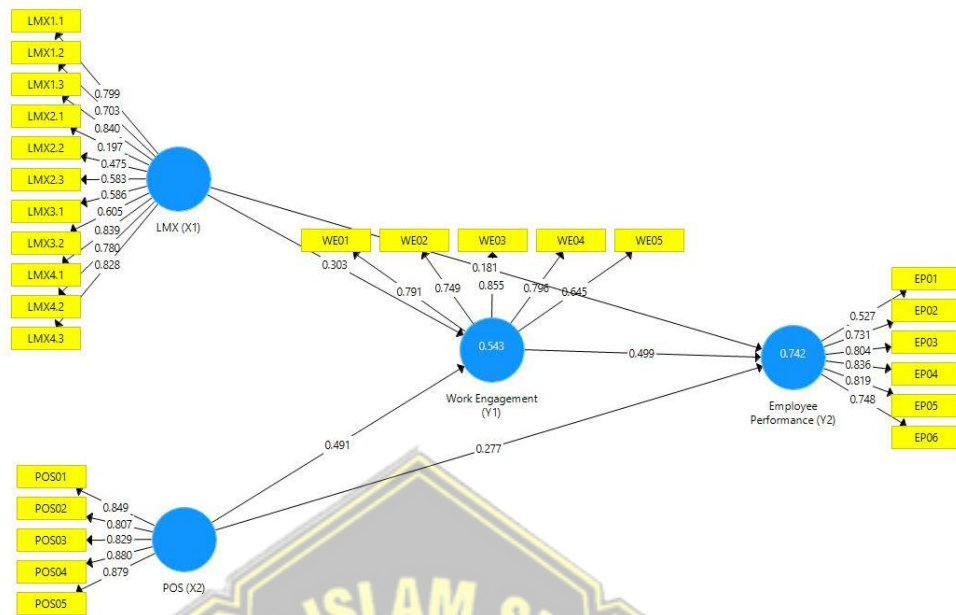 LMX1.1
LMX1.2
LMX1.3
LMX2.1
LMX2.2
LMX2.3
LMX3.1
LMX3.2
LMX4.1
LMX4.2
LMX4.3
0.799
0.703
0.840
0.197
0.475
0.583
0.586
0.605
0.839
0.780
0.828
LMX (X1)
0.303
0.181
WE01
WE02
WE03
WE04
WE05
0.791
0.749
0.855
0.796
0.645
0.543
Work Engagement
(Y1)
0.499
0.491
0.277
0.742
Employee
Performance (Y2)
0.527
0.731
0.804
0.836
0.819
0.748
EP01
EP02
EP03
EP04
EP05
EP06
POS01
POS02
POS03
POS04
POS05
0.849
0.807
0.829
0.880
0.879
POS (X2)
ISLAM